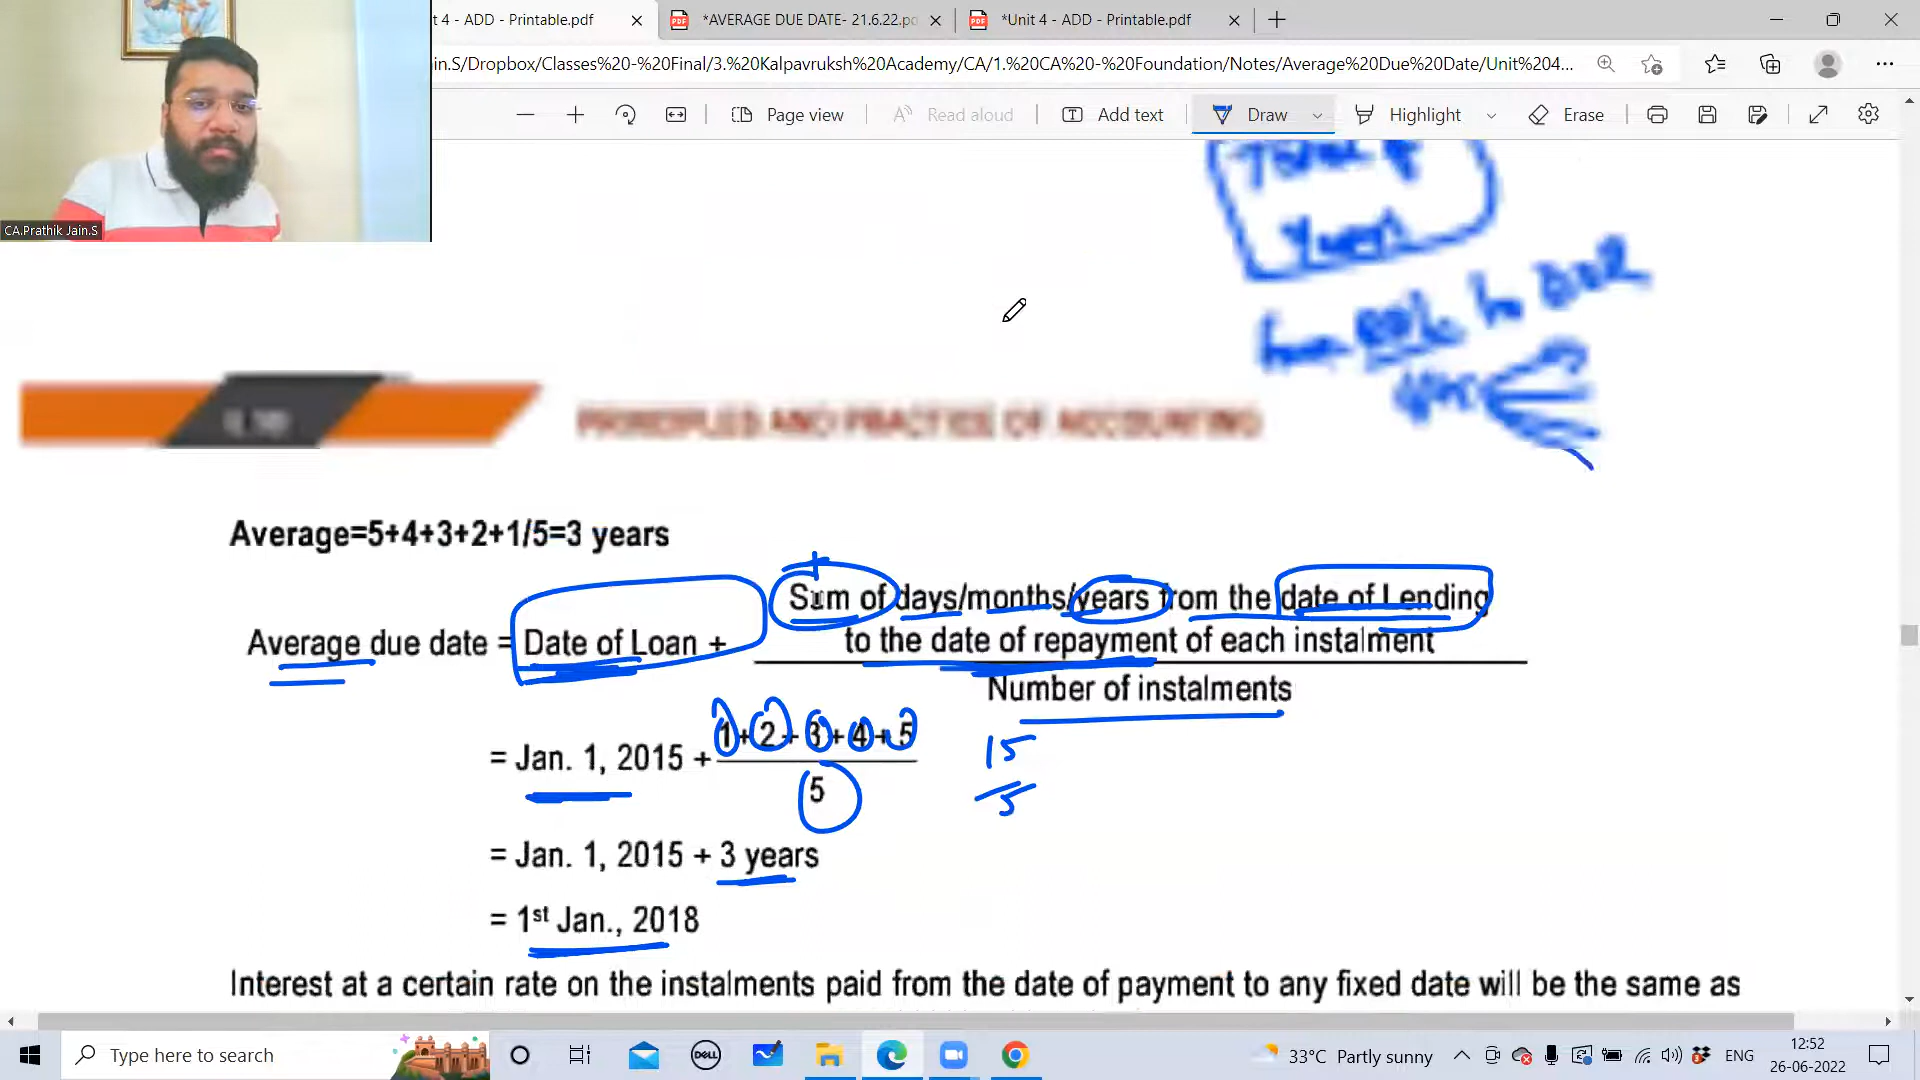 t 4 - ADD - Printable.pdf
*AVERAGE DUE DATE- 21.6.22.p
*Unit 4 - ADD - Printable.pdf
in.S/Dropbox/Classes%20-%20Final/3.%20Kalpavruksh%20Academy/CA/1.%20CA%20-%20Foundation/Notes/Average%20Due%20Date/Unit%204...
Page view
Read aloud
Add text
Draw
Highlight
Erase
CA.Prathik Jain.S
to
PRINCIPLES AND PRACTICE OF ACCOUNTING
Average=5+4+3+2+1/5=3 years
Sum of days/months/years from the date of Lending
Average due date = Date of Loan +
to the date of repayment of each instalment
Number of instalments
1+2+3+4+5
= Jan. 1, 2015 +
5
15
5
= Jan. 1, 2015 + 3 years
= 1st Jan., 2018
Interest at a certain rate on the instalments paid from the date of payment to any fixed date will be the same as
Type here to search
DELL
33°C Partly sunny
ENG
12:52
26-06-2022